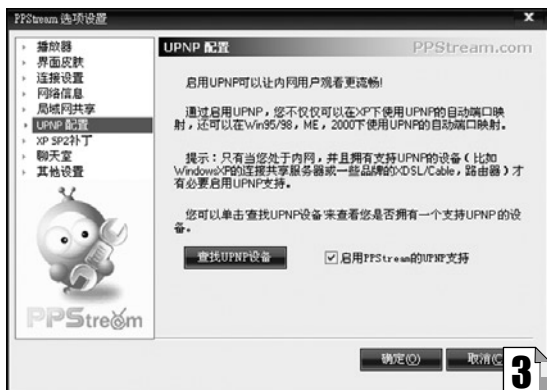 PPStream 选项设置
播放器
界面皮肤
连接设置
网络信息
局域网共享
UPNP 配置
XP SP2补丁
聊天室
其他设置
PPStream
UPNP 配置
PPStream.com
启用UPNP可以让内网用户观看更流畅!
通过启用UPNP，您不仅仅可以在XP下使用UPNP的自动端口映
射，还可以在Win95/98，ME，2000下使用UPNP的自动端口映射。
提示：只有当您处于内网，并且拥有支持UPNP的设备（比如
WindowsXP的连接共享服务器或一些品牌的XDSL/Cable，路由器）才
有必要启用UPNP支持。
您可以单击'查找UPNP设备'来查看您是否拥有一个支持UPNP的设
备。
查找UPNP设备
启用PPStream的UPNP支持
确定(O)
取消(C
3